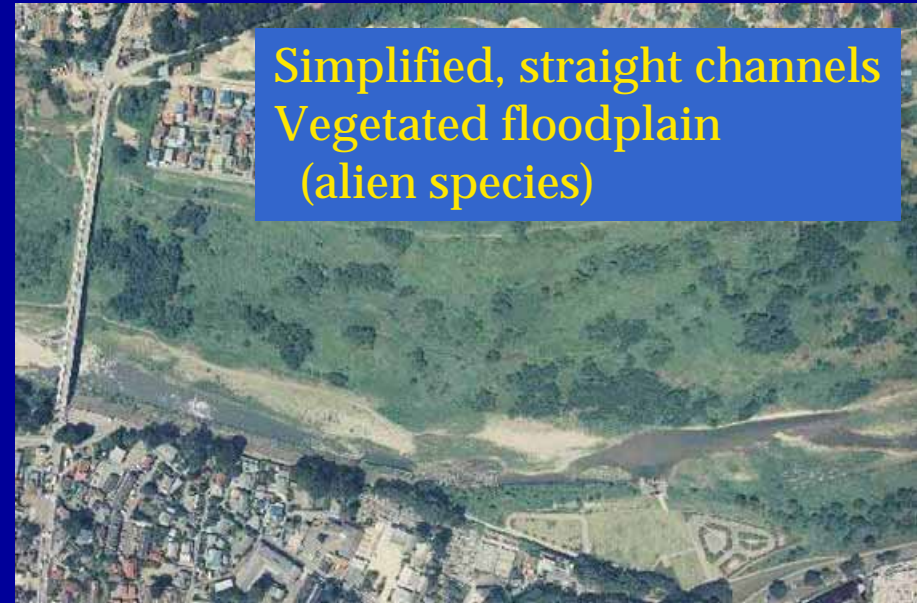 Simplified, straight channels
Vegetated floodplain
(alien species)